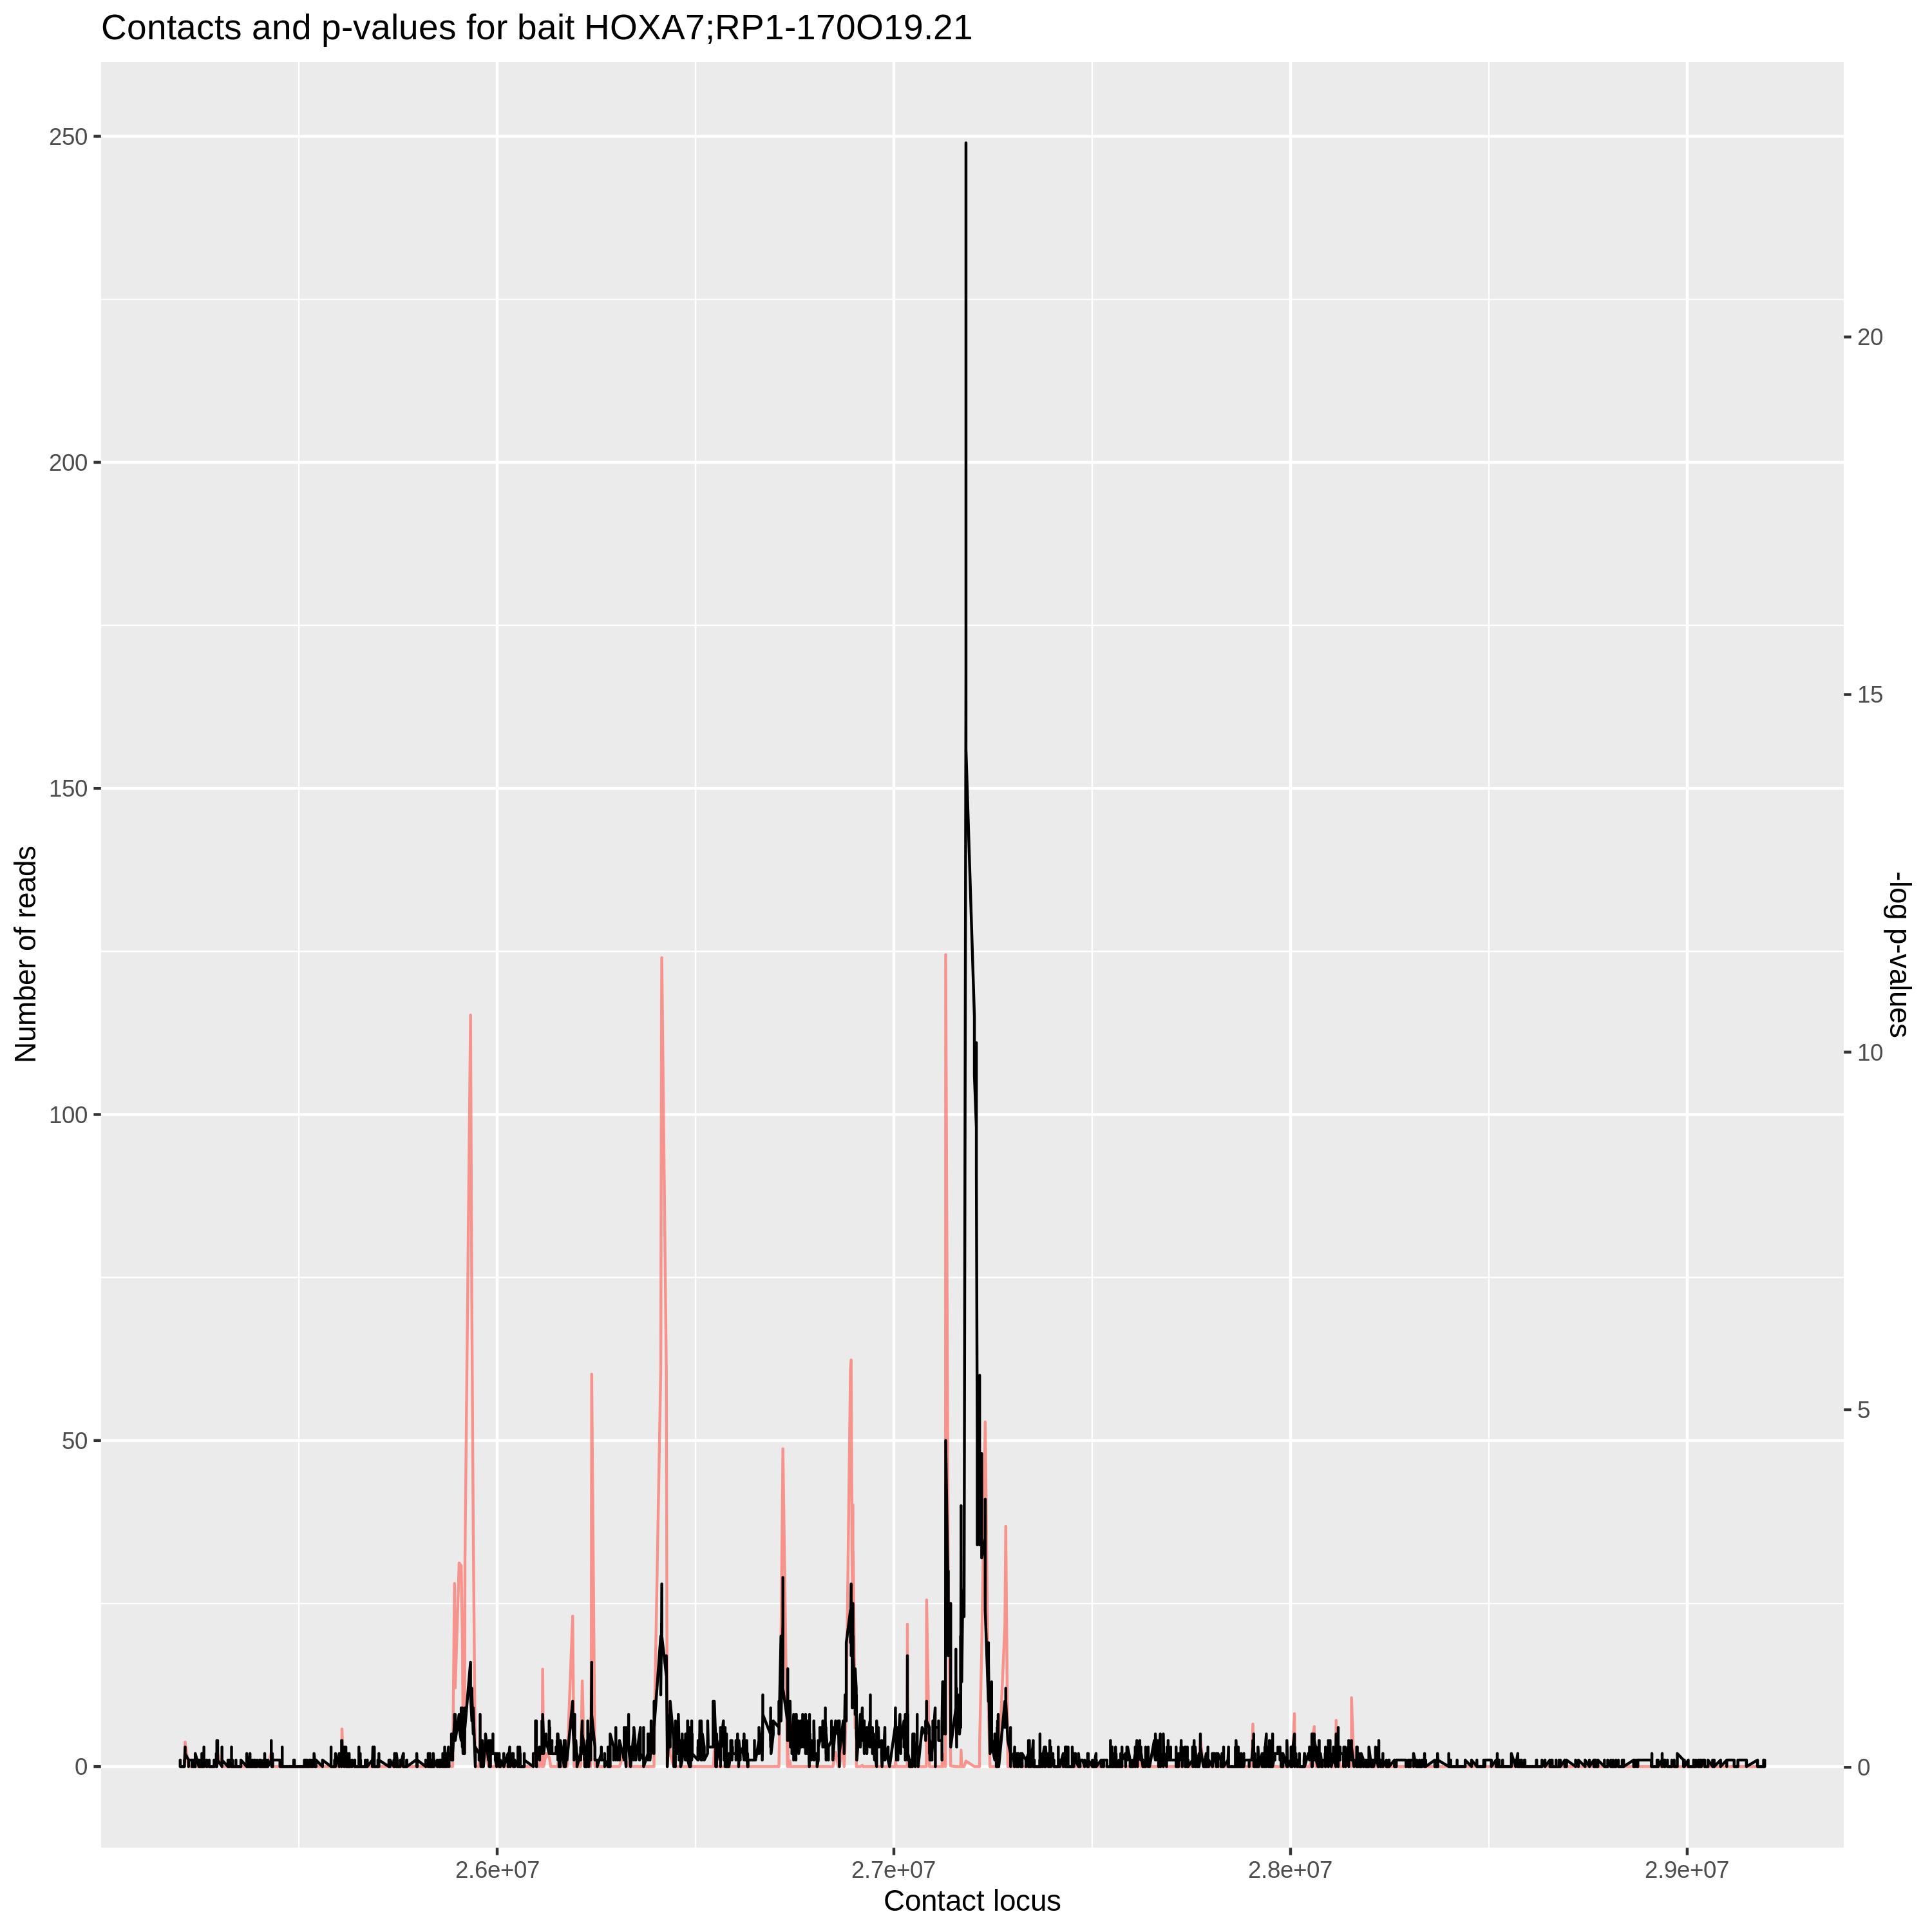 Contacts and p-values for bait HOXA7;RP1-170O19.21
250
200
150
100
50
0
Number of reads
20
15
10
5
0
-log p-values
2.6e+07
2.7e+07
2.8e+07
2.9e+07
Contact locus